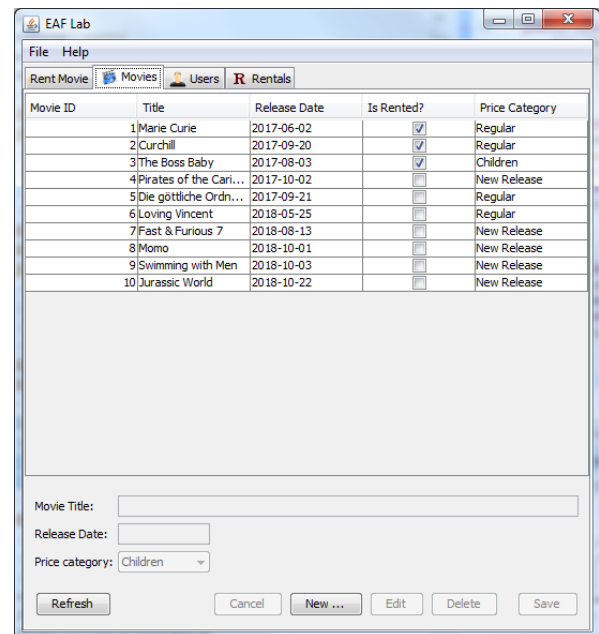 EAF Lab
File Help
Rent Movie Movies Users R Rentals
Movie ID Title Release Date Is Rented? Price Category
1 Marie Curie 2017-06-02 Regular
2 Curchill 2017-09-20 Regular
3 The Boss Baby 2017-08-03 Children
4 Pirates of the Cari... 2017-10-02 New Release
5 Die göttliche Ordn... 2017-09-21 Regular
6 Loving Vincent 2018-05-25 Regular
7 Fast & Furious 7 2018-08-13 New Release
8 Momo 2018-10-01 New Release
9 Swimming with Men 2018-10-03 New Release
10 Jurassic World 2018-10-22 New Release
Movie Title:
Release Date:
Price category: Children
Refresh Cancel New ... Edit Delete Save